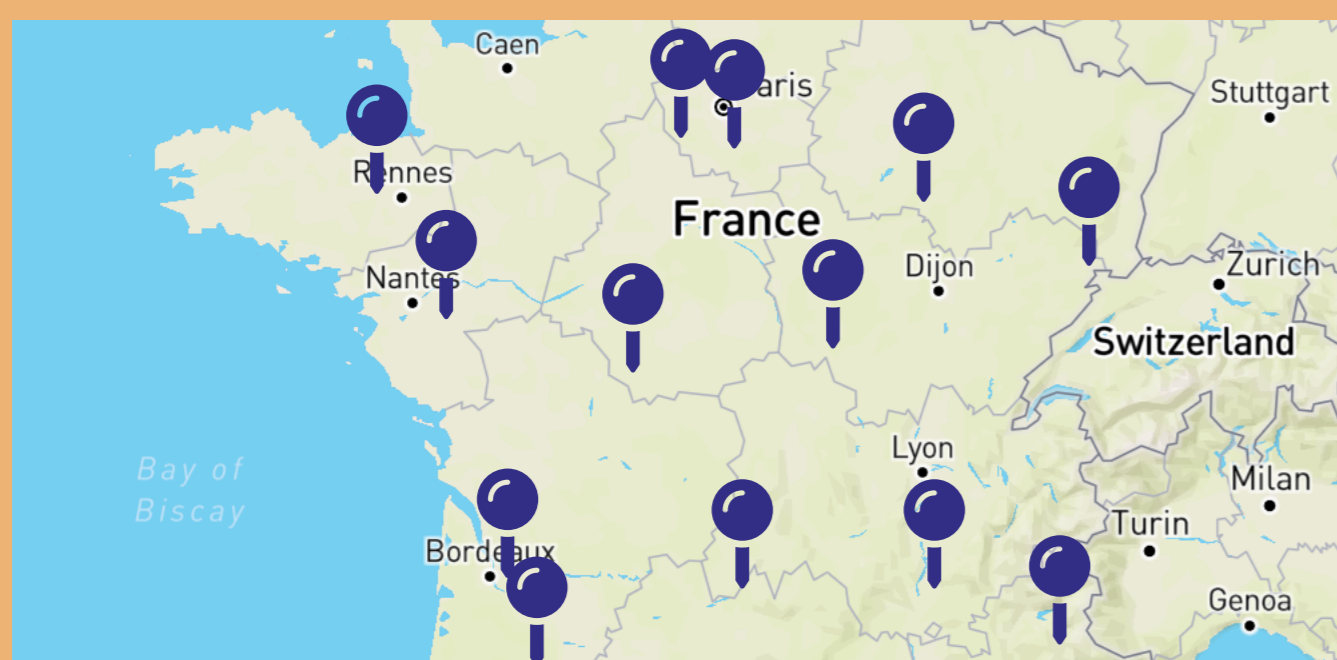 Caen
aris
Stuttgart
Rennes
France
Nantes
Dijon
Zurich
Switzerland
Bay of
Biscay
Lyon
Milan
Turin
Bordeaux
Genoa